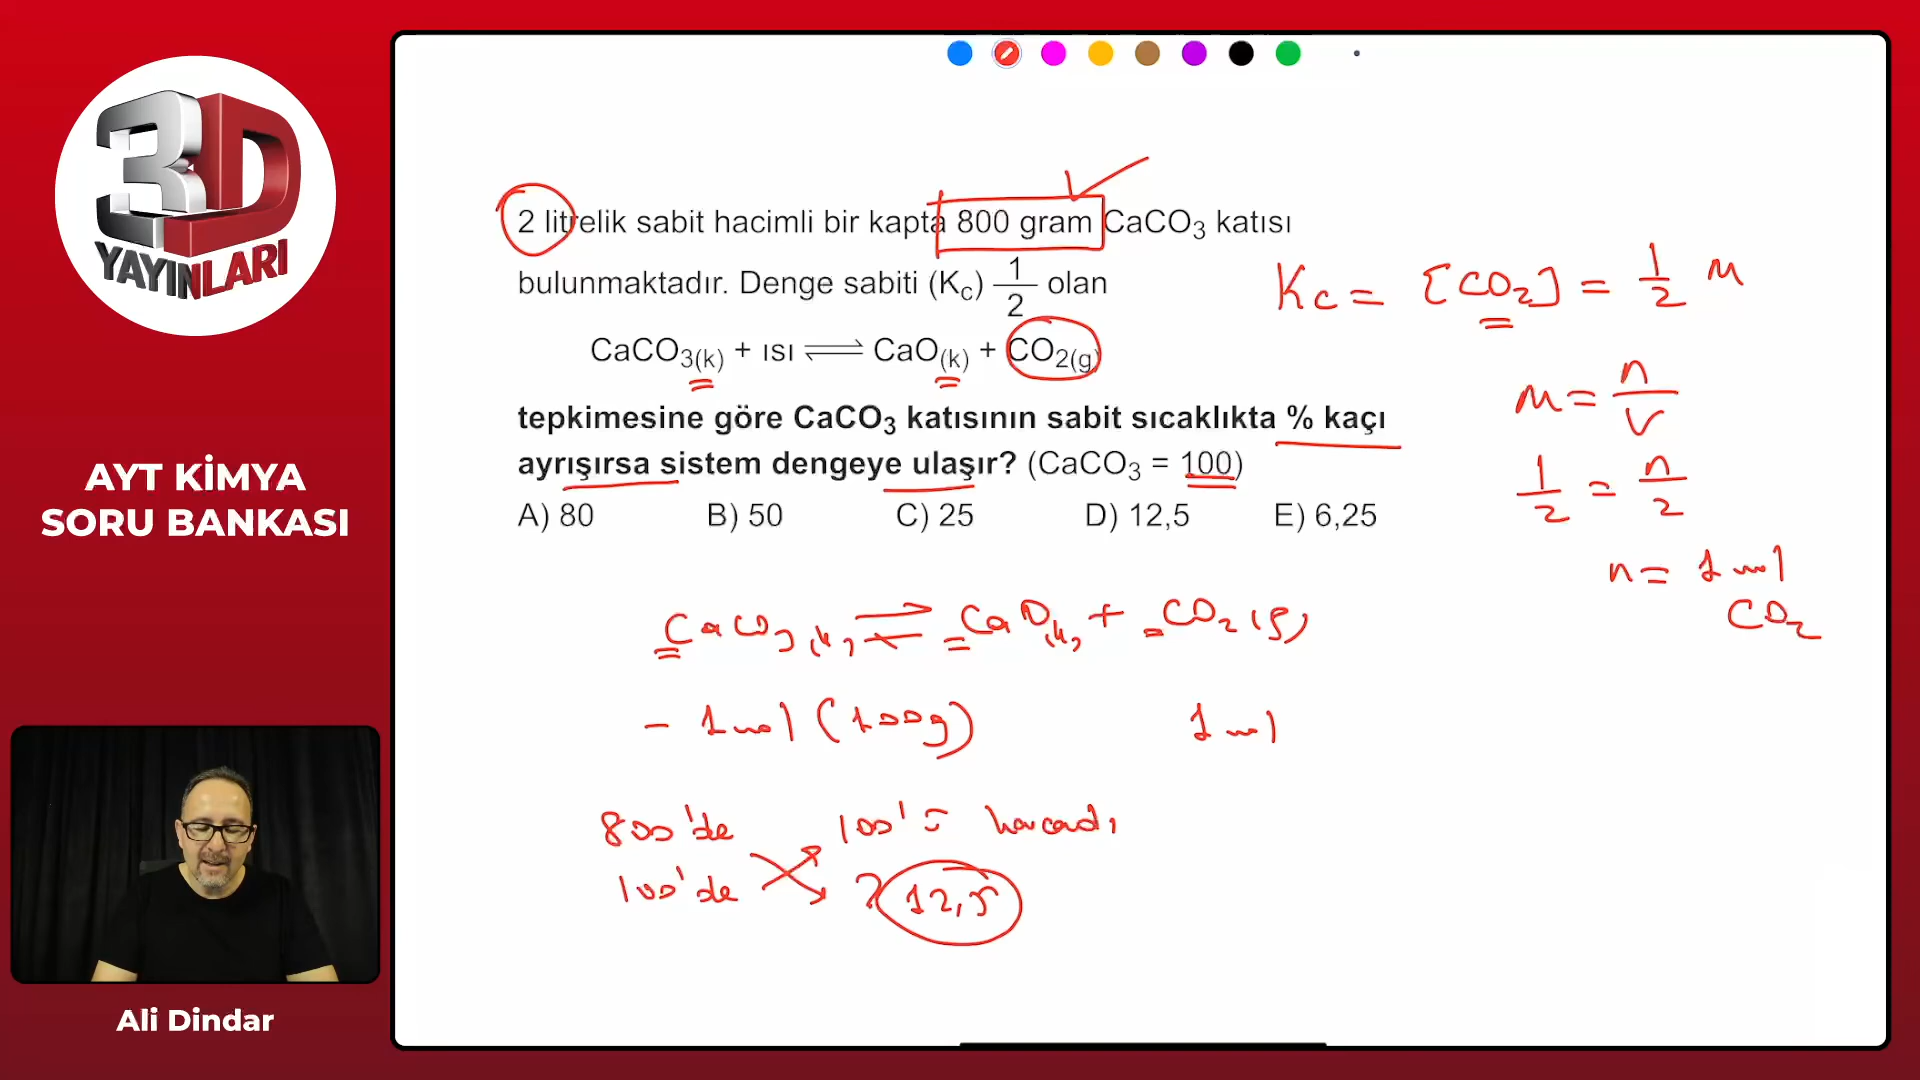 3D
YAYINLARI
AYT KİMYA
SORU BANKASI
Ali Dindar
2 litrelik sabit hacimli bir kapta 800 gram CaCO₃ katısı
bulunmaktadır. Denge sabiti (K_C) 1/2 olan
CaCO₃(k) + ısı ⇌ CaO(k) + CO₂(g)
tepkimesine göre CaCO₃ katısının sabit sıcaklıkta % kaçı
ayrışırsa sistem dengeye ulaşır? (CaCO₃ = 100)
A) 80 B) 50 C) 25 D) 12,5 E) 6,25
Kc = [CO₂] = 1/2 M
M = n/V
1/2 = n/2
n = 1 mol
CO₂
CaCO₃(k) ⇌ CaO(k) + CO₂(g)
- 1 mol (100g) 1 mol
800'de 100'ü harcadı
100'de ? 12,5